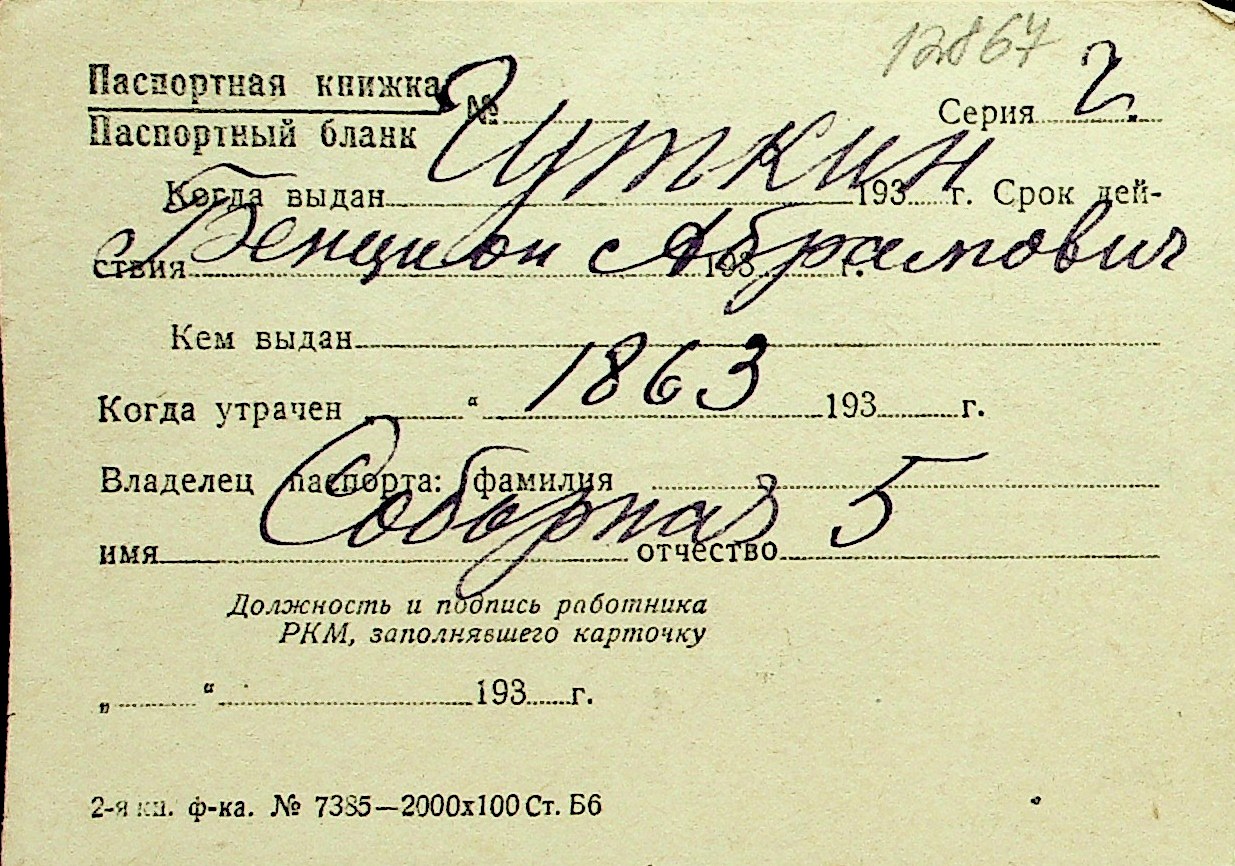 12867
Паспортная книжка № Серия 2.
Паспортный бланк
Гуткин
Когда выдан 193 г. Срок дей-
Бенцион Абрамович
ствия 193 г.
Кем выдан
1863
Когда утрачен „ “ 193 г.
Владелец паспорта: фамилия
Соборная 5
имя отчество
Должность и подпись работника
РКМ, заполнявшего карточку
„ “ 193 г.
2-я кн. ф-ка. № 7385—2000х100 Ст. Б6